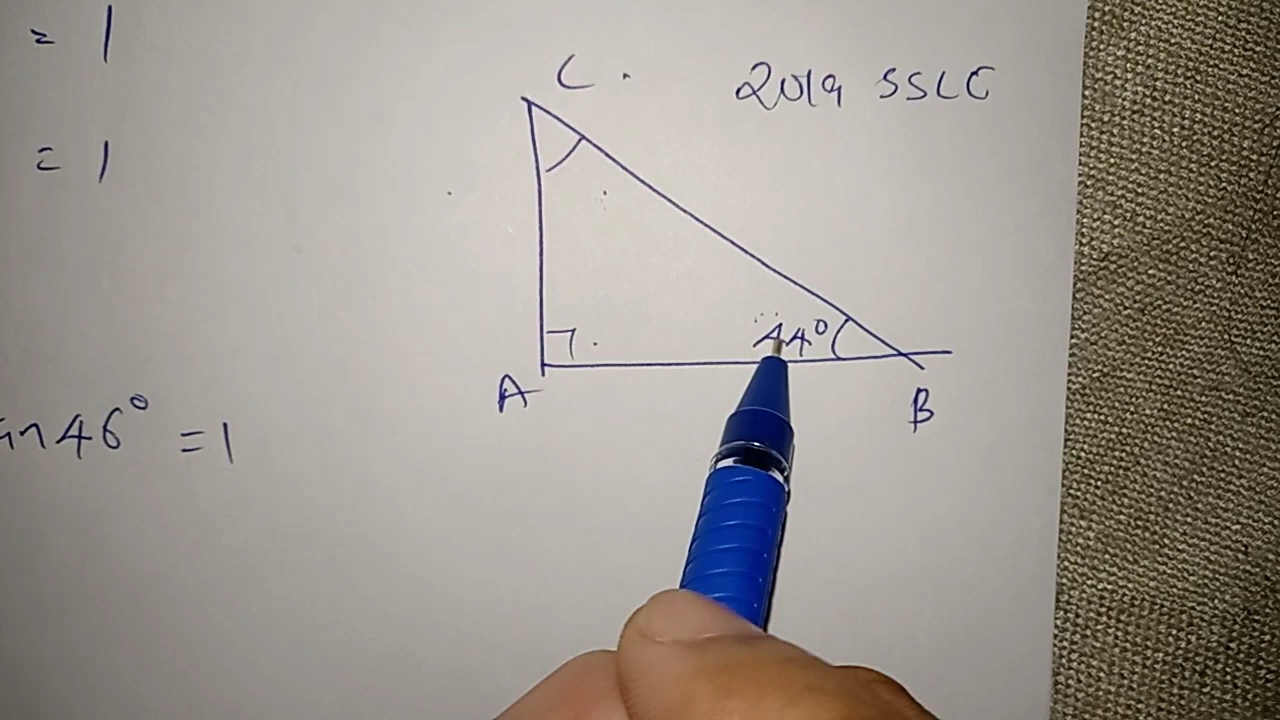 = 1
C . 2019 SSLC
= 1
44°
A
B
46° = 1